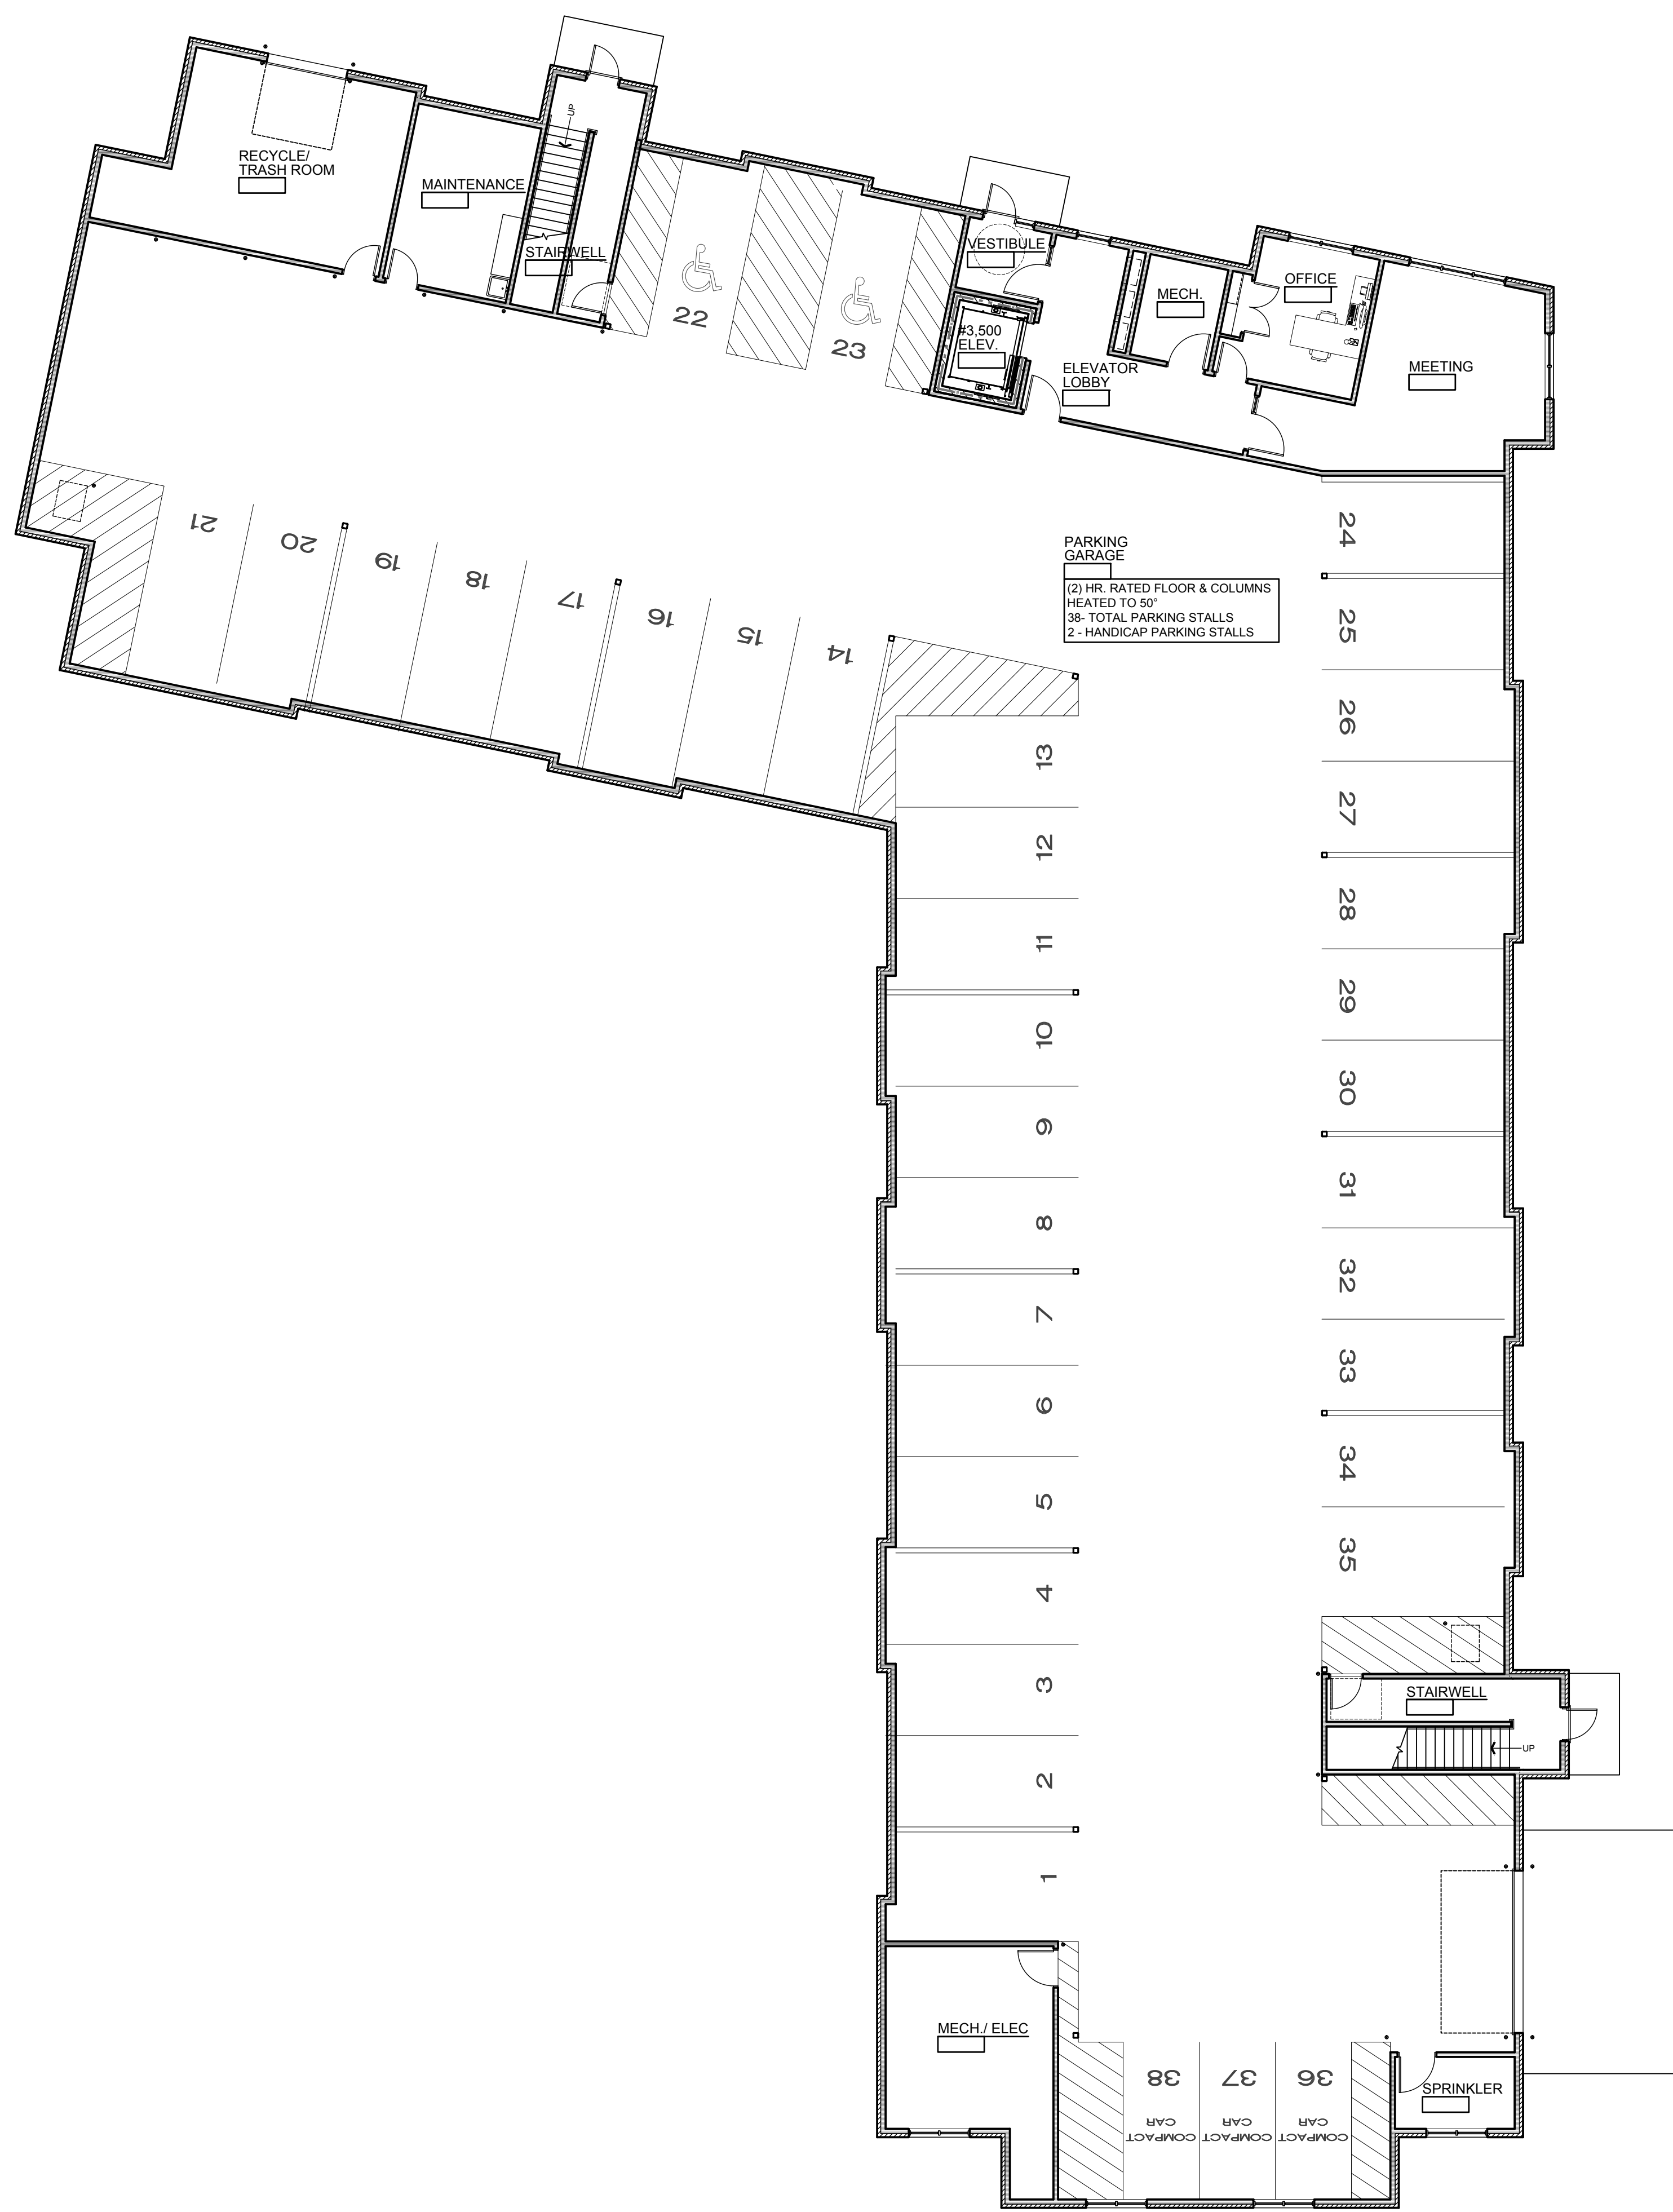 RECYCLE/
TRASH ROOM
MAINTENANCE
UP
STAIRWELL
22
23
VESTIBULE
#3,500
ELEV.
ELEVATOR
LOBBY
MECH.
OFFICE
MEETING
21
20
19
18
17
16
15
14
PARKING
GARAGE
(2) HR. RATED FLOOR & COLUMNS
HEATED TO 50°
38- TOTAL PARKING STALLS
2 - HANDICAP PARKING STALLS
24
25
26
27
28
29
30
31
32
33
34
35
13
12
11
10
9
8
7
6
5
4
3
2
1
STAIRWELL
UP
MECH./ ELEC
38
COMPACT
CAR
37
COMPACT
CAR
36
COMPACT
CAR
SPRINKLER